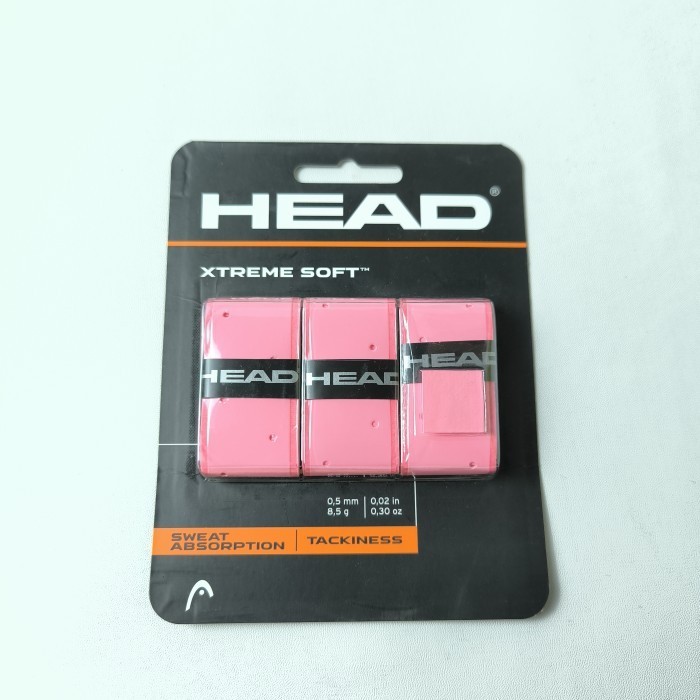 HEAD®
XTREME SOFT™
HEAD HEAD HEAD
0,5 mm | 0,02 in
8,5 g | 0,30 oz
SWEAT
ABSORPTION | TACKINESS